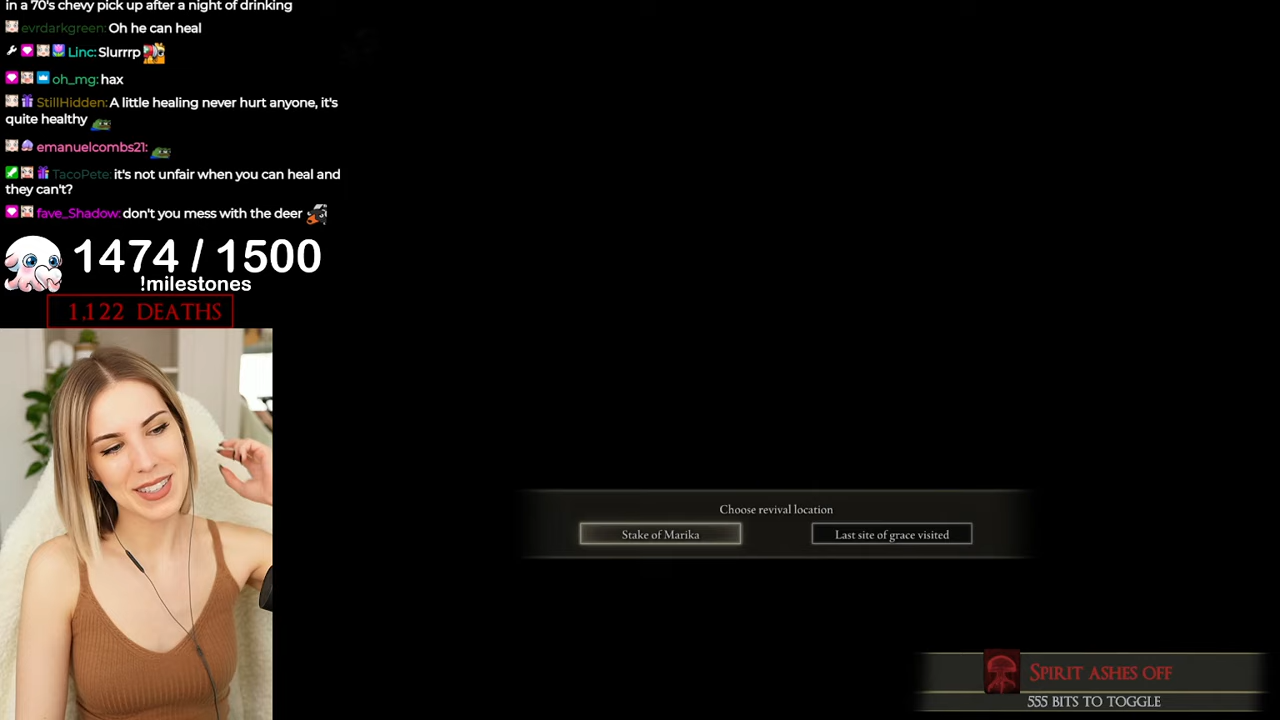 in a 70's chevy pick up after a night of drinking
evrdarkgreen: Oh he can heal
Linc: Slurrrp
oh_mg: hax
StillHidden: A little healing never hurt anyone, it's
quite healthy
emanuelcombs21:
TacoPete: it's not unfair when you can heal and
they can't?
fave_Shadow: don't you mess with the deer
1474 / 1500
!milestones
1,122 DEATHS
Choose revival location
Stake of Marika
Last site of grace visited
SPIRIT ASHES OFF
555 BITS TO TOGGLE